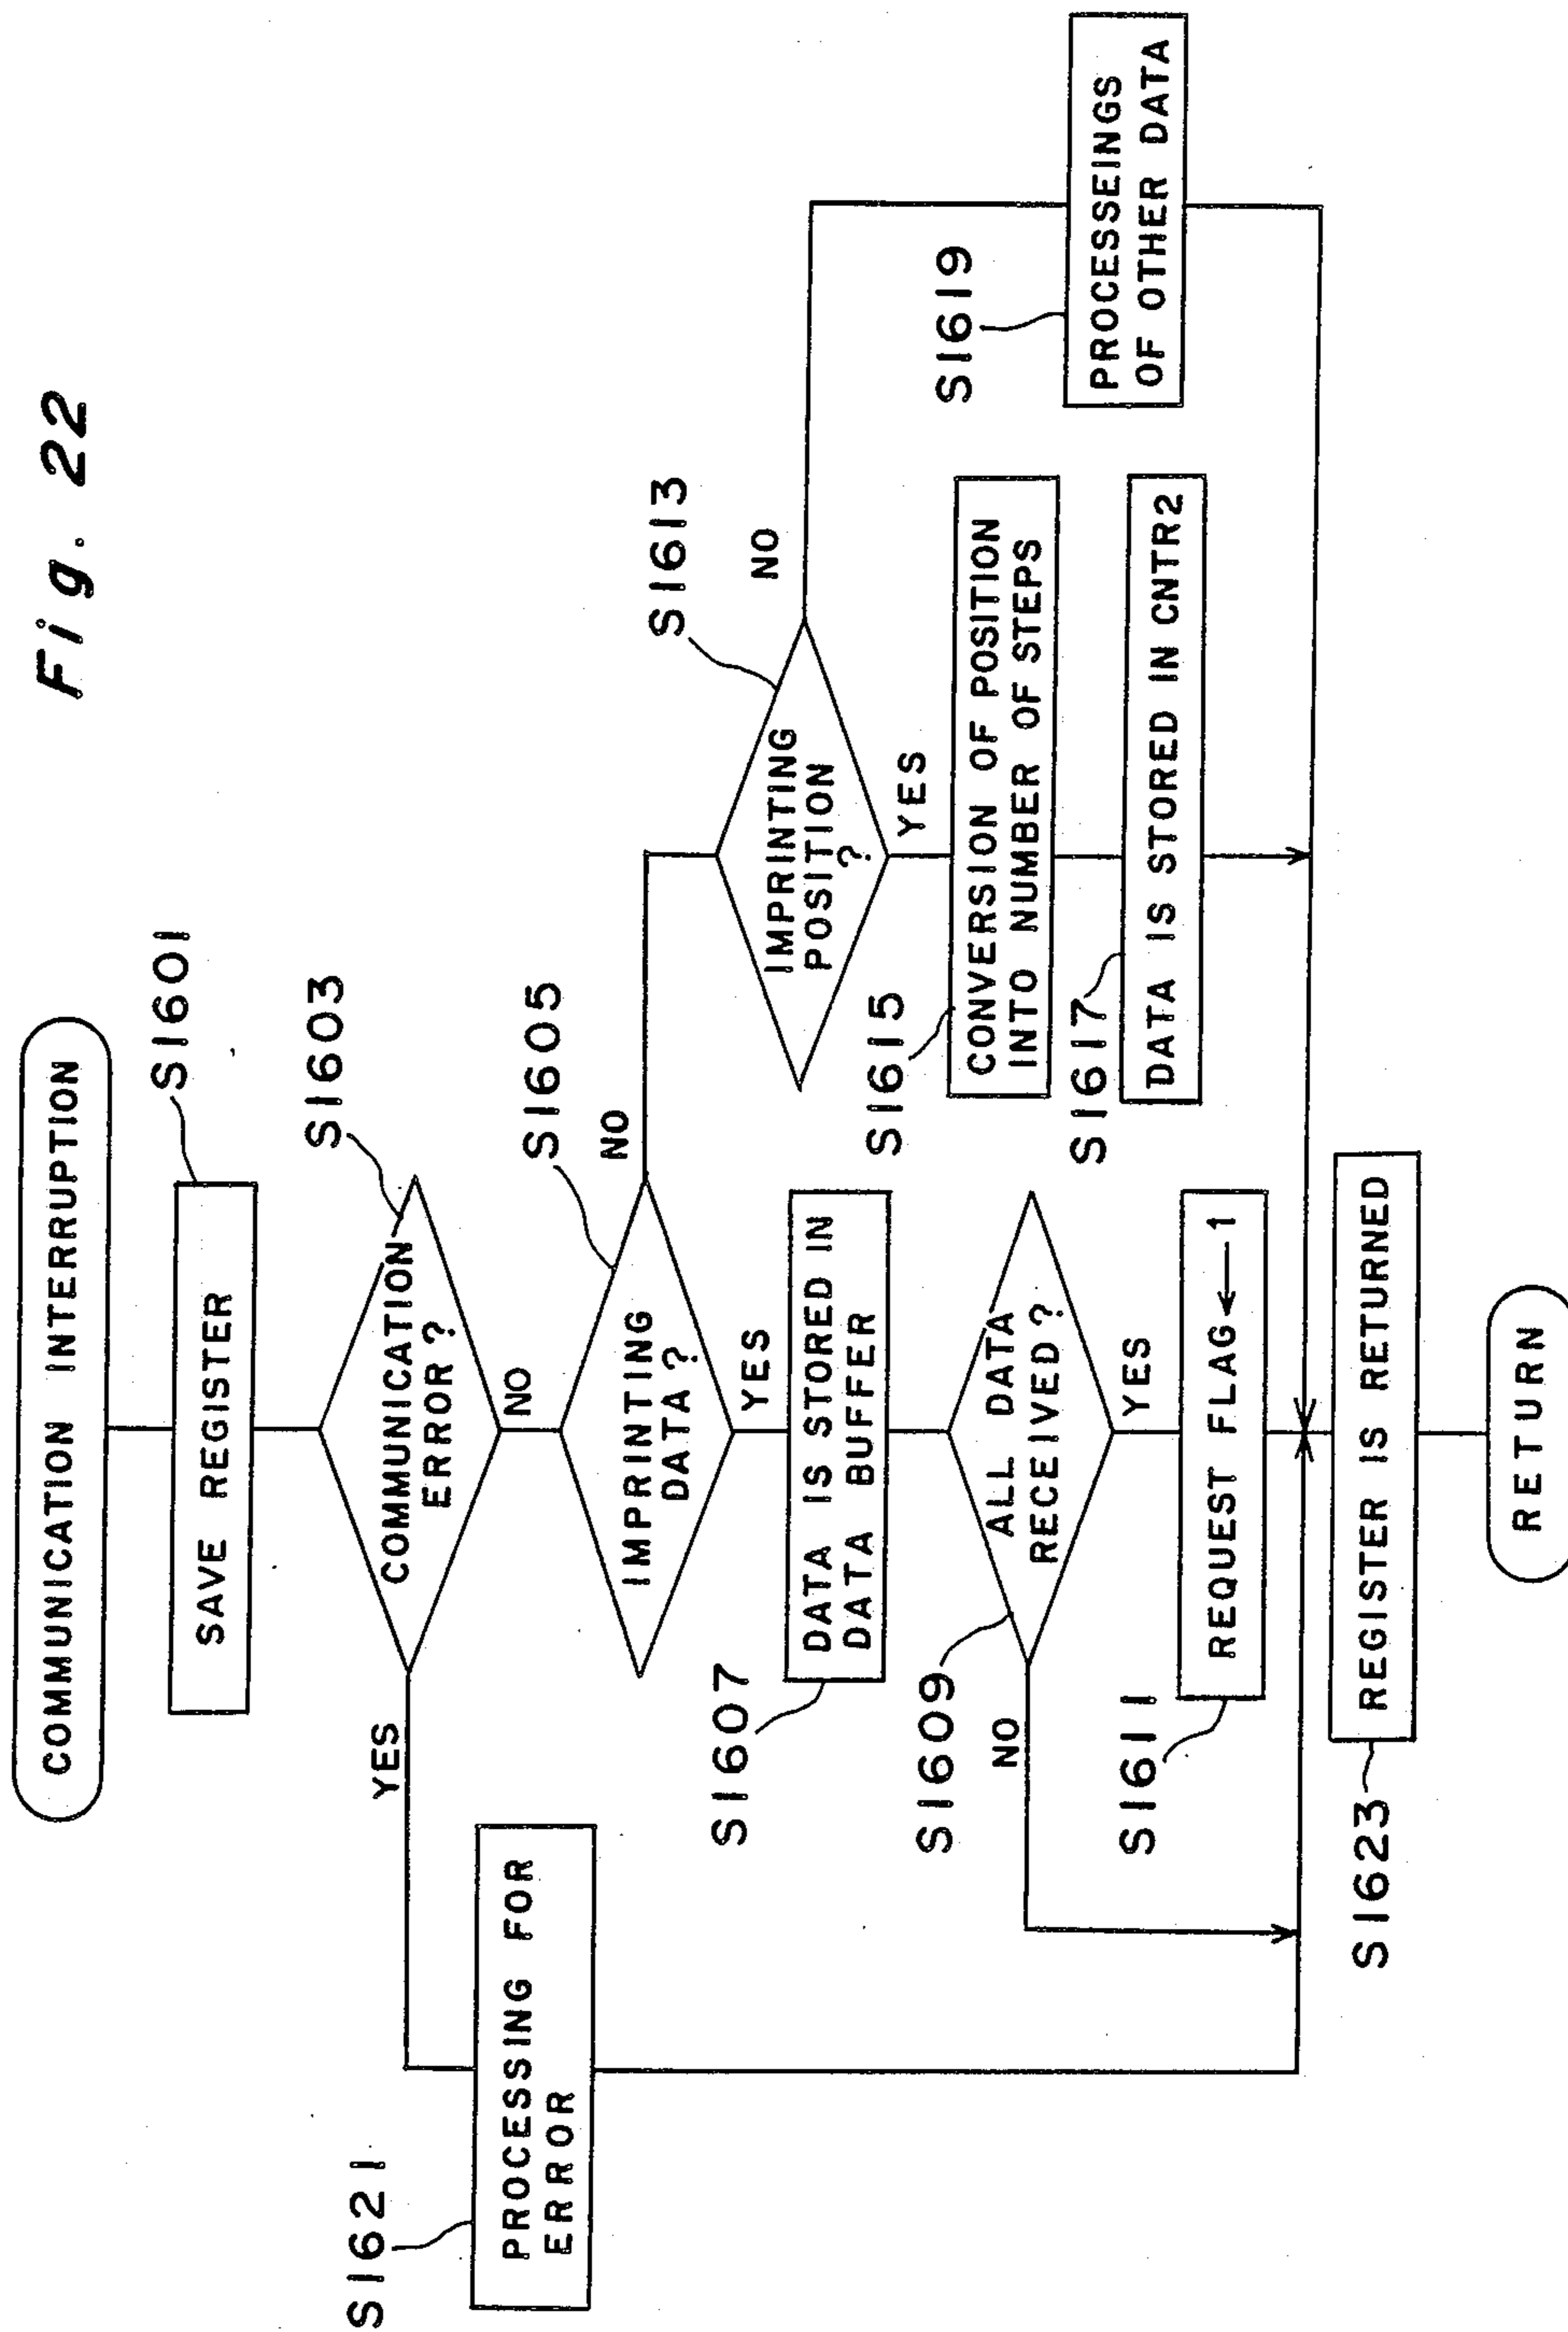 Fig. 22
COMMUNICATION INTERRUPTION
S1601
SAVE REGISTER
S1603
COMMUNICATION
ERROR?
YES
NO
S1621
PROCESSING FOR
ERROR
S1605
IMPRINTING
DATA?
NO
YES
S1607
DATA IS STORED IN
DATA BUFFER
S1609
ALL DATA
RECEIVED?
NO
YES
S1611
REQUEST FLAG←1
S1613
IMPRINTING
POSITION
?
NO
YES
S1615
CONVERSION OF POSITION
INTO NUMBER OF STEPS
S1617
DATA IS STORED IN CNTR2
S1619
PROCESSEINGS
OF OTHER DATA
S1623
REGISTER IS RETURNED
RETURN